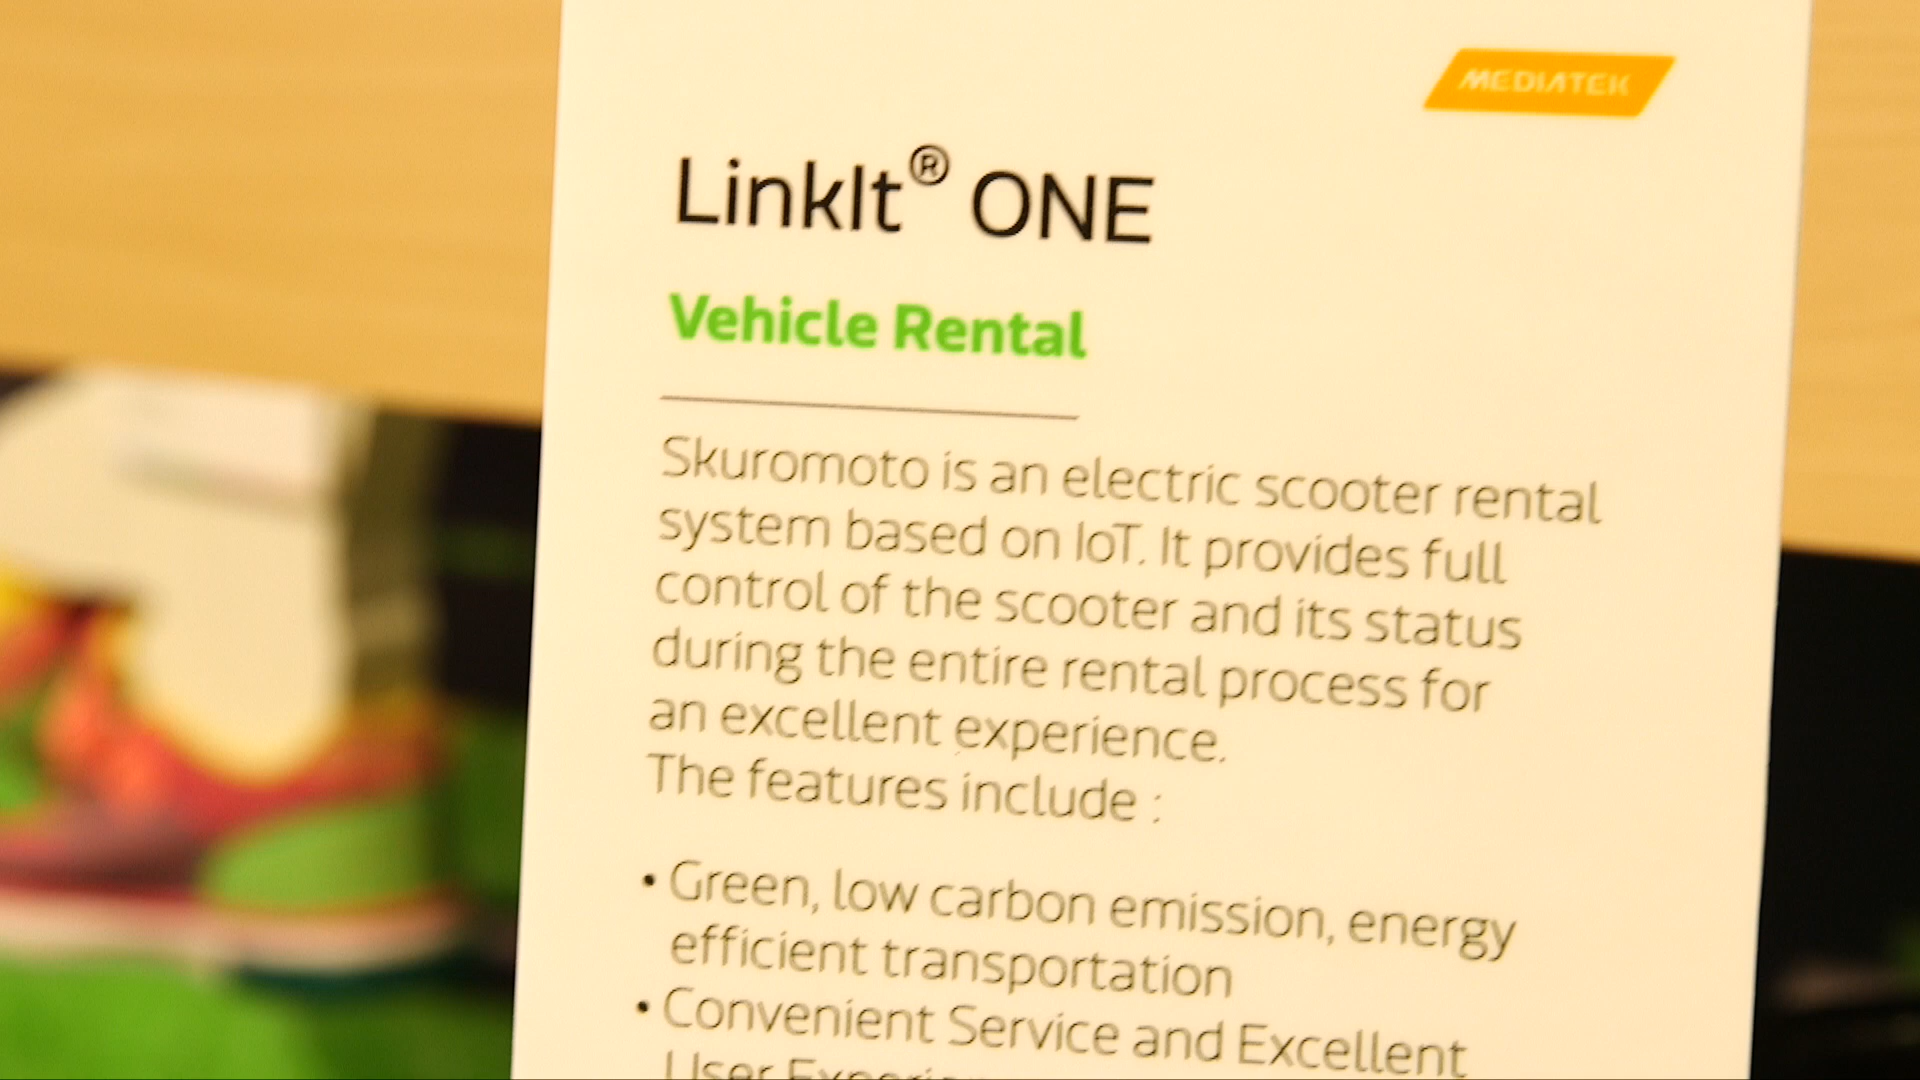 MEDIATEK
LinkIt® ONE
Vehicle Rental
Skuromoto is an electric scooter rental
system based on IoT. It provides full
control of the scooter and its status
during the entire rental process for
an excellent experience.
The features include :
• Green, low carbon emission, energy
efficient transportation
• Convenient Service and Excellent
User